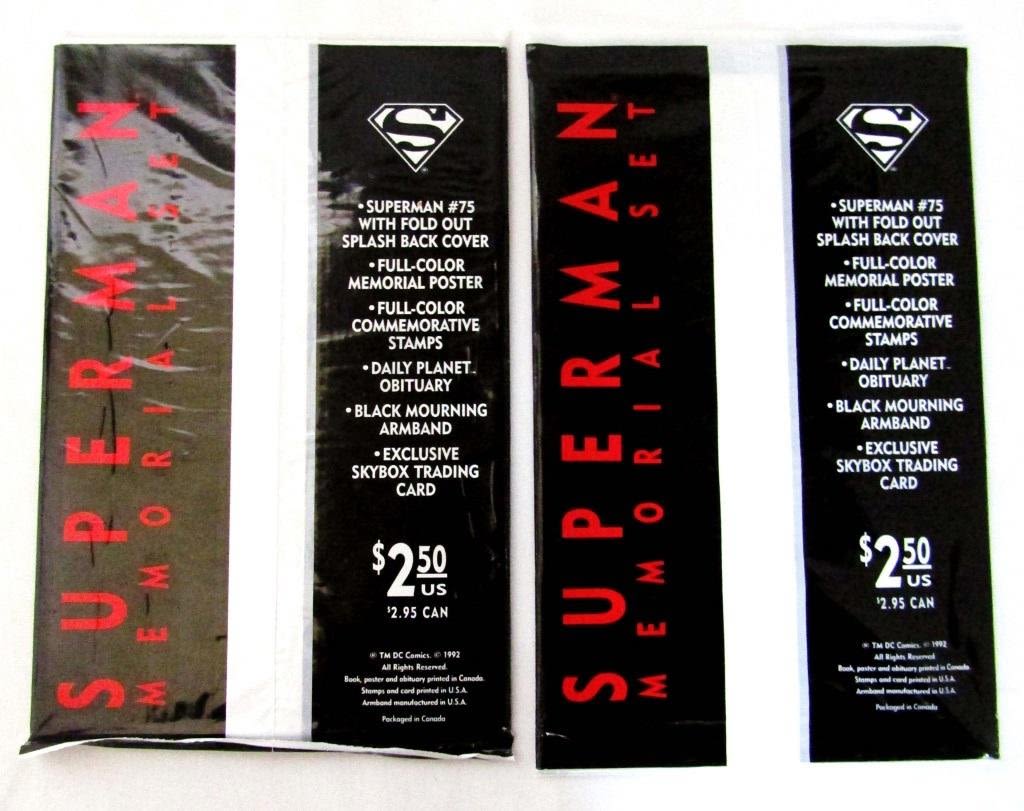 SUPERMAN
MEMORIAL SET
S
• SUPERMAN #75
WITH FOLD OUT
SPLASH BACK COVER
• FULL-COLOR
MEMORIAL POSTER
• FULL-COLOR
COMMEMORATIVE
STAMPS
• DAILY PLANET
OBITUARY
• BLACK MOURNING
ARMBAND
• EXCLUSIVE
SKYBOX TRADING
CARD
$2.50
US
$2.95 CAN
® TM DC Comics. © 1992
All Rights Reserved.
Book, poster and obituary printed in Canada.
Stamps and card printed in U.S.A.
Armband manufactured in U.S.A.
Packaged in Canada
SUPERMAN
MEMORIAL SET
S
• SUPERMAN #75
WITH FOLD OUT
SPLASH BACK COVER
• FULL-COLOR
MEMORIAL POSTER
• FULL-COLOR
COMMEMORATIVE
STAMPS
• DAILY PLANET
OBITUARY
• BLACK MOURNING
ARMBAND
• EXCLUSIVE
SKYBOX TRADING
CARD
$2.50
US
$2.95 CAN
® TM DC Comics. © 1992
All Rights Reserved
Book, poster and obituary printed in Canada.
Stamps and card printed in U.S.A.
Armband manufactured in U.S.A.
Packaged in Canada